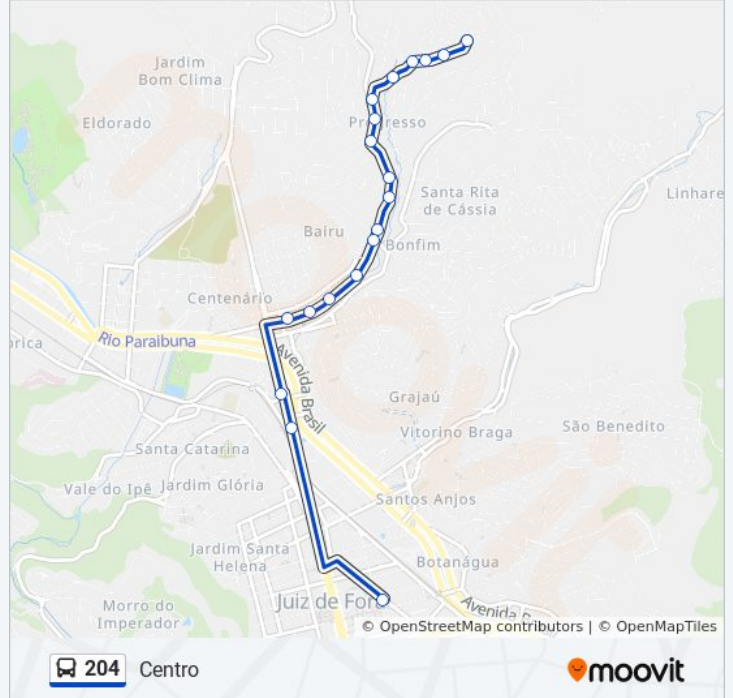 Jardim
Bom Clima
Eldorado
Progresso
Santa Rita
de Cássia
Linhare
Bairu
Bonfim
Centenário
Rio Paraibuna
arica
Avenida Brasil
Grajaú
Vitorino Braga
São Benedito
Santa Catarina
Vale do Ipê
Jardim Glória
Santos Anjos
Jardim Santa
Helena
Botanágua
Juiz de Fora
Morro do
Imperador
Avenida B
© OpenStreetMap contributors | © OpenMapTiles
204 Centro
moovit